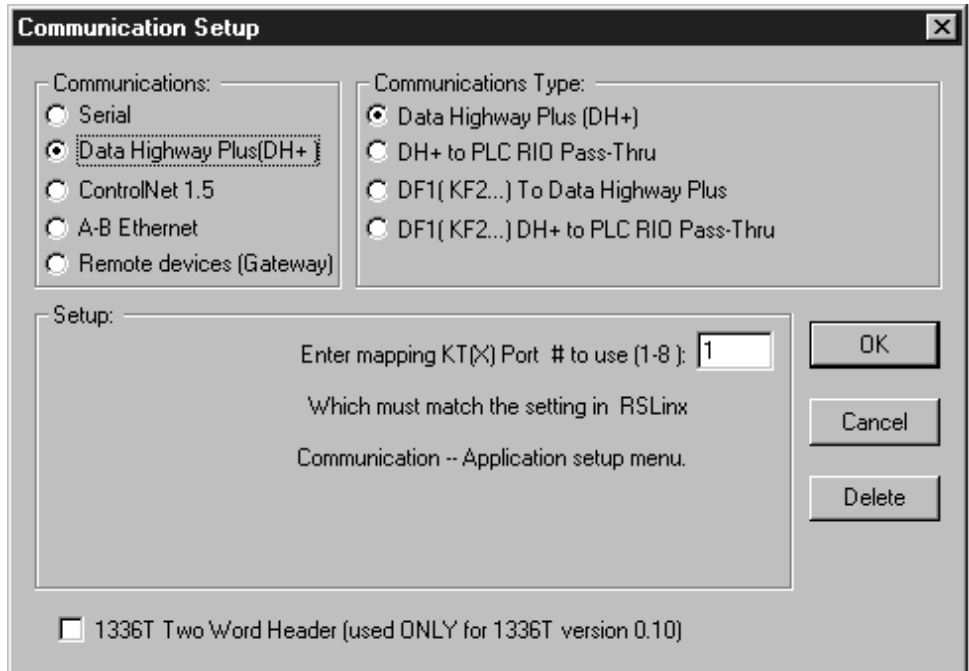 Communication Setup
Communications:
Serial
Data Highway Plus(DH+ )
ControlNet 1.5
A-B Ethernet
Remote devices (Gateway)
Communications Type:
Data Highway Plus (DH+)
DH+ to PLC RIO Pass-Thru
DF1( KF2...) To Data Highway Plus
DF1( KF2...) DH+ to PLC RIO Pass-Thru
Setup:
Enter mapping KT(X) Port # to use (1-8 ): 1
Which must match the setting in RSLinx
Communication -- Application setup menu.
OK
Cancel
Delete
1336T Two Word Header (used ONLY for 1336T version 0.10)